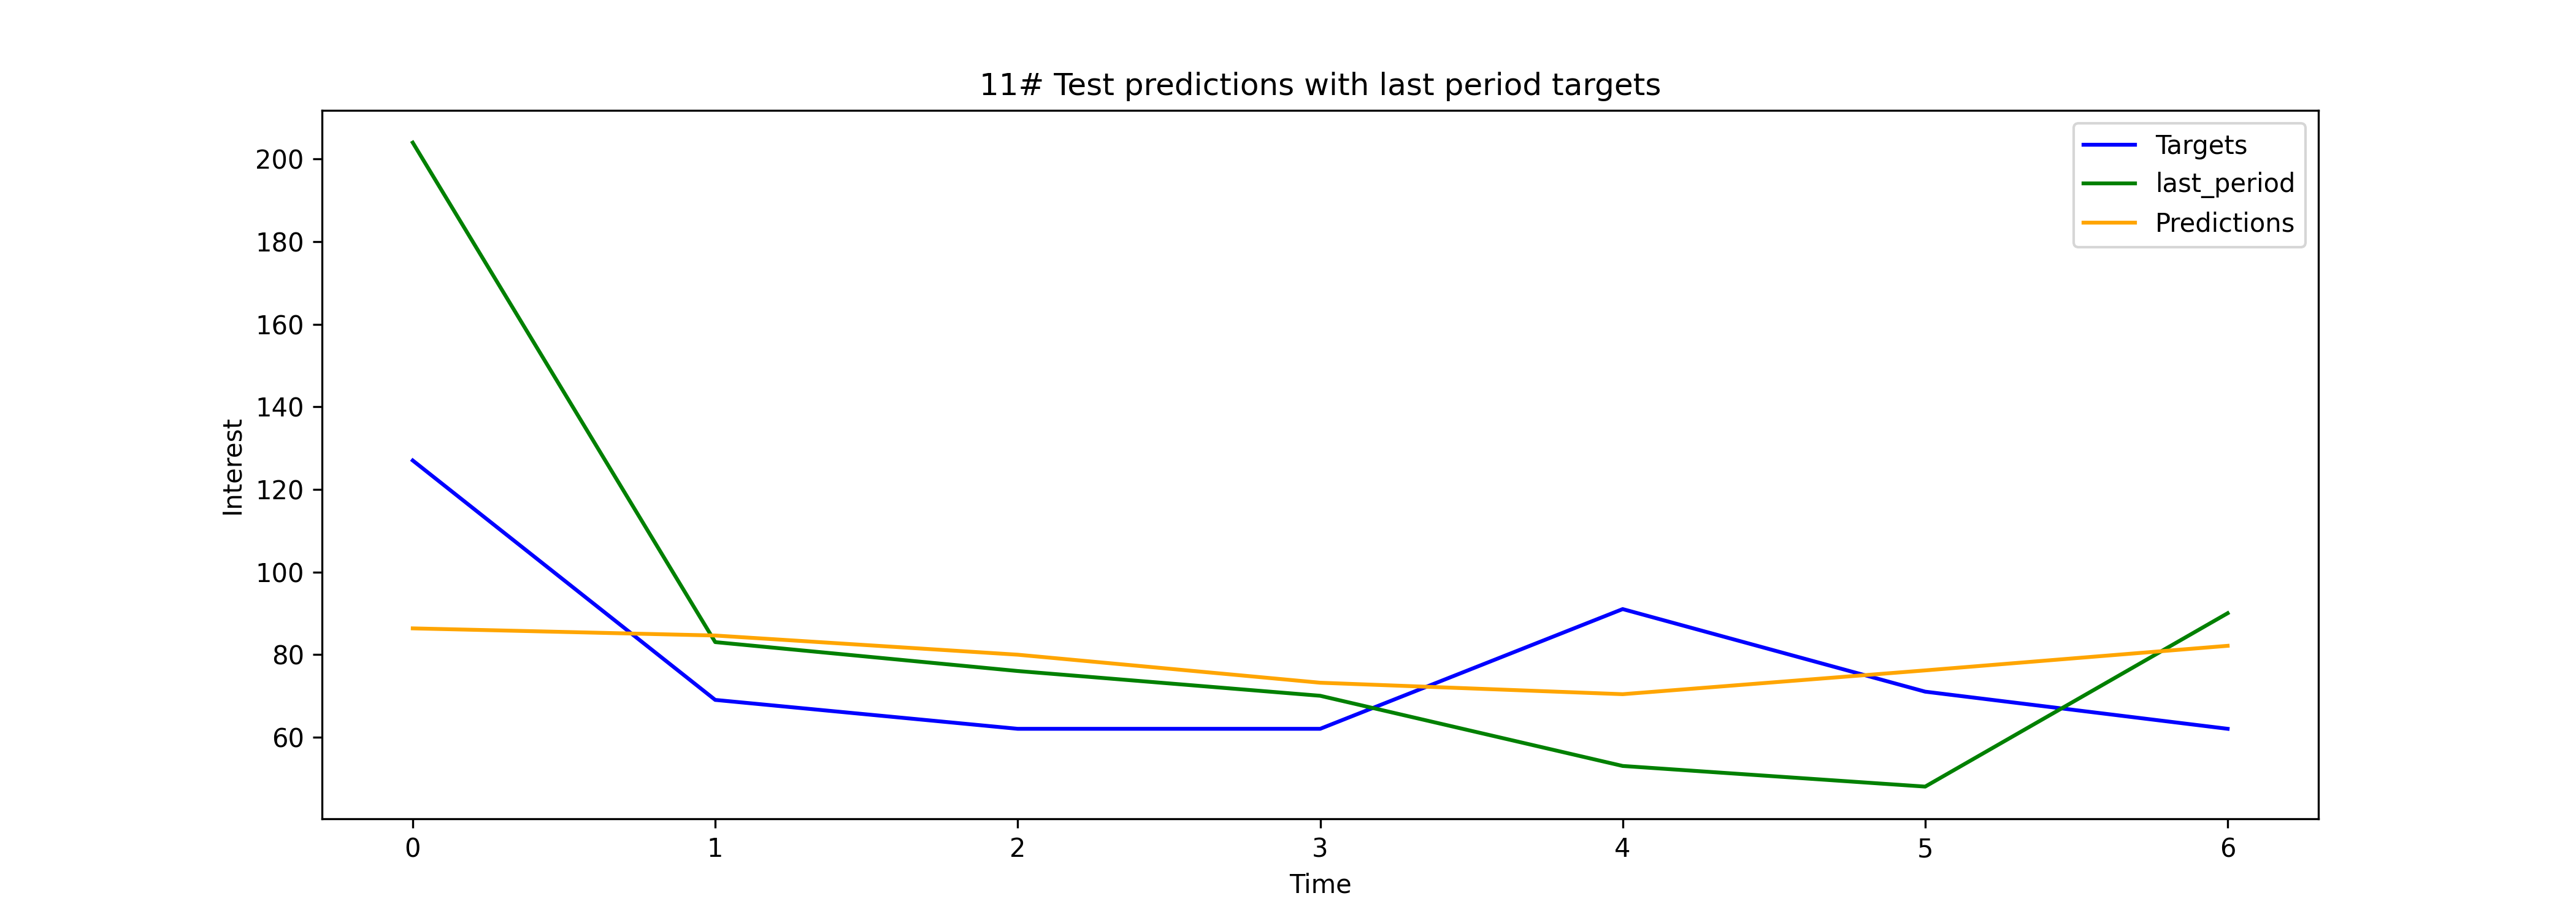 11# Test predictions with last period targets
Targets
last_period
Predictions
200
180
160
140
120
100
80
60
Interest
0 1 2 3 4 5 6
Time